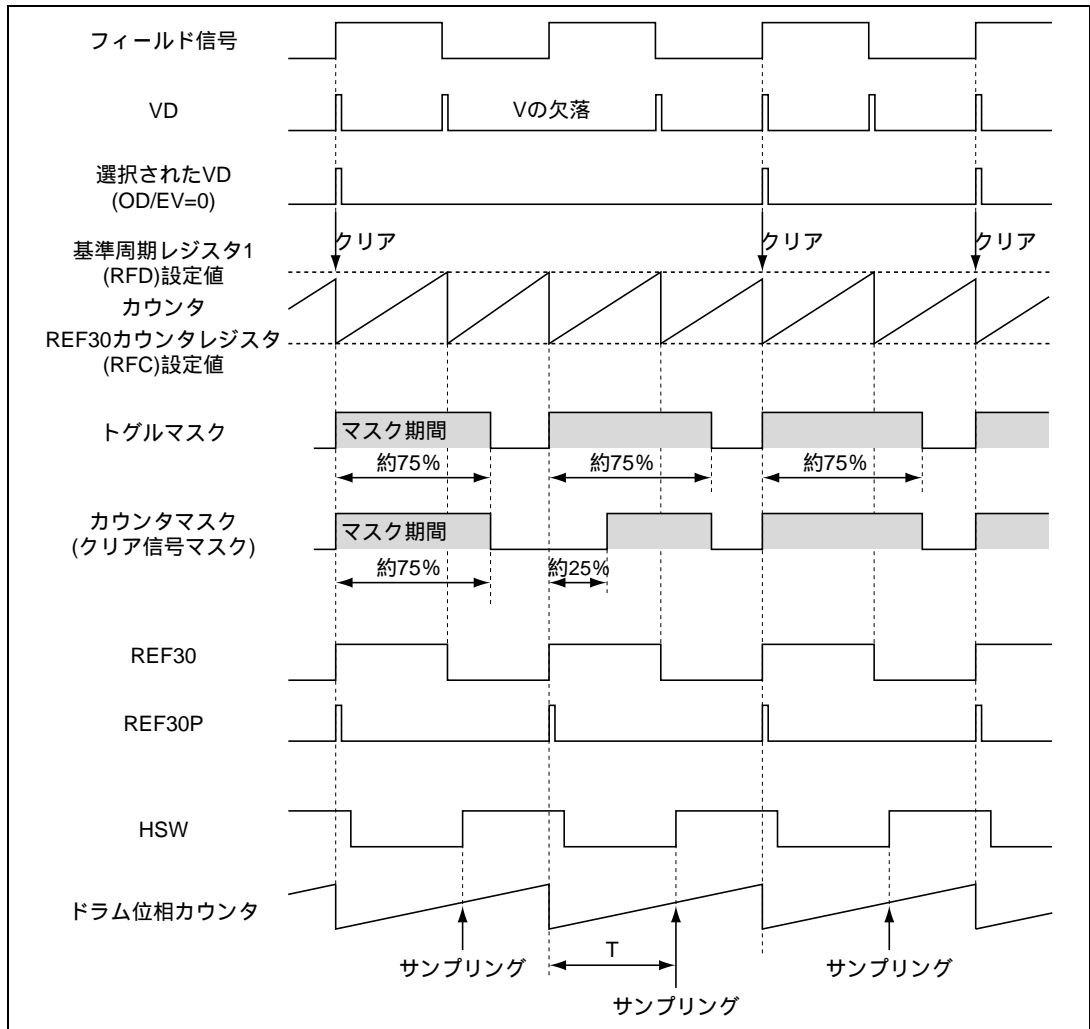 フィールド信号
VD
Vの欠落
選択されたVD
(OD/EV=0)
クリア
クリア
クリア
基準周期レジスタ1
(RFD)設定値
カウンタ
REF30カウンタレジスタ
(RFC)設定値
トグルマスク
マスク期間
約75%
約75%
約75%
カウンタマスク
(クリア信号マスク)
マスク期間
約75%
約25%
REF30
REF30P
HSW
ドラム位相カウンタ
サンプリング
T
サンプリング
サンプリング